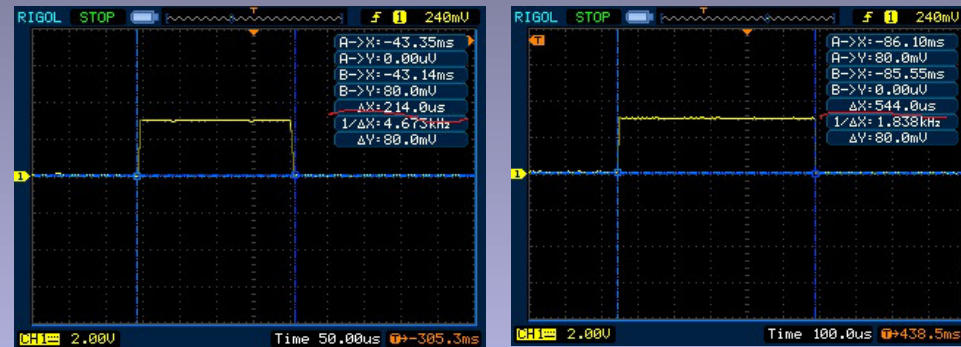 RIGOL STOP T f 1 240mV
A->X:-43.35ms
A->Y:0.00uV
B->X:-43.14ms
B->Y:80.0mV
ΔX:214.0us
1/ΔX:4.673kHz
ΔY:80.0mV
1
CH1 2.00V Time 50.00us T→-305.3ms
RIGOL STOP T f 1 240mV
T
A->X:-86.10ms
A->Y:80.0mV
B->X:-85.55ms
B->Y:0.00uV
ΔX:544.0us
1/ΔX:1.838kHz
ΔY:80.0mV
1
CH1 2.00V Time 100.0us T→438.5ms